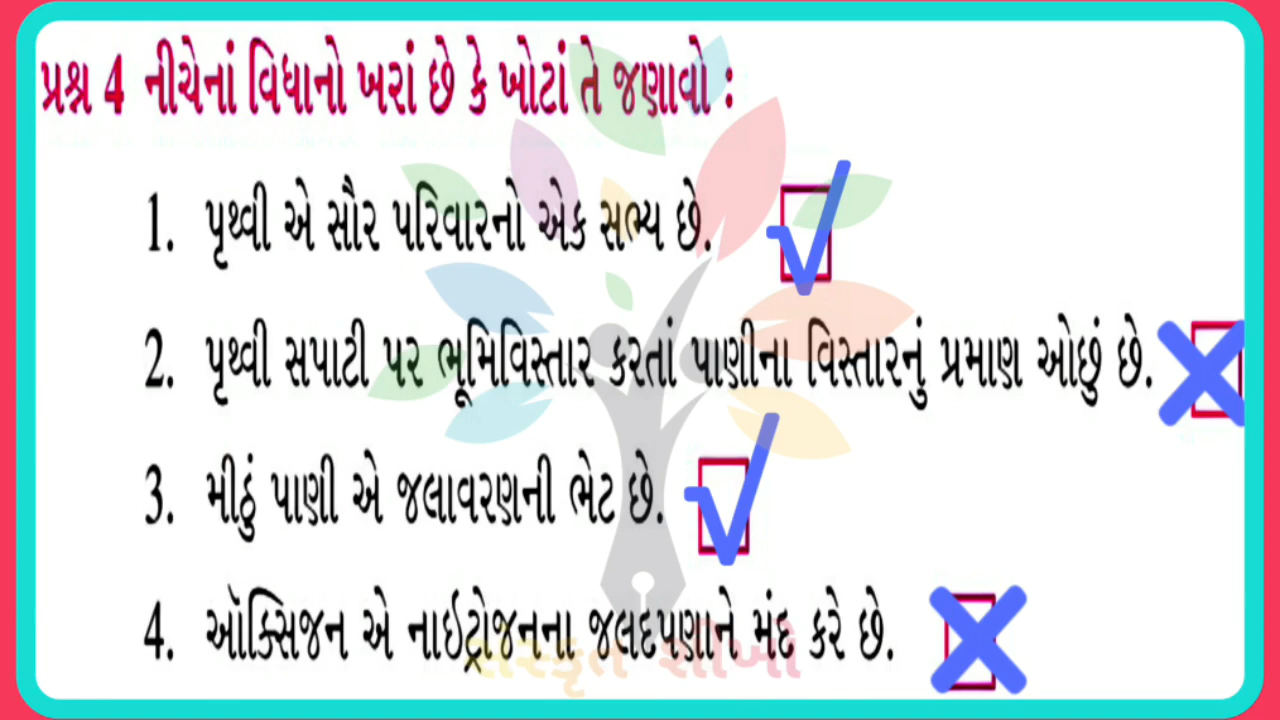 પ્રશ્ન 4 નીચેનાં વિધાનો ખરાં છે કે ખોટાં તે જણાવો :
1. પૃથ્વી એ સૌર પરિવારનો એક સભ્ય છે.
2. પૃથ્વી સપાટી પર ભૂમિવિસ્તાર કરતાં પાણીના વિસ્તારનું પ્રમાણ ઓછું છે.
3. મીઠું પાણી એ જલાવરણની ભેટ છે.
4. ઑક્સિજન એ નાઇટ્રોજનના જલદપણાને મંદ કરે છે.
સંસ્કૃત શીખો